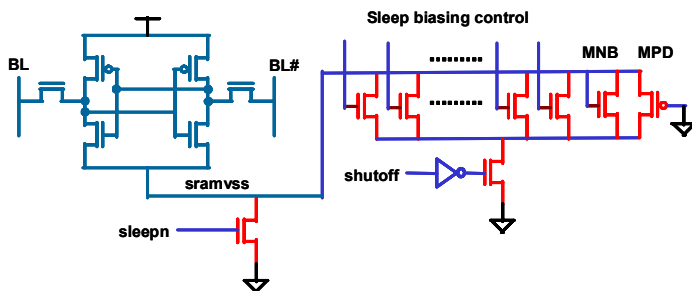 Sleep biasing control
BL
BL#
MNB
MPD
shutoff
sramvss
sleepn